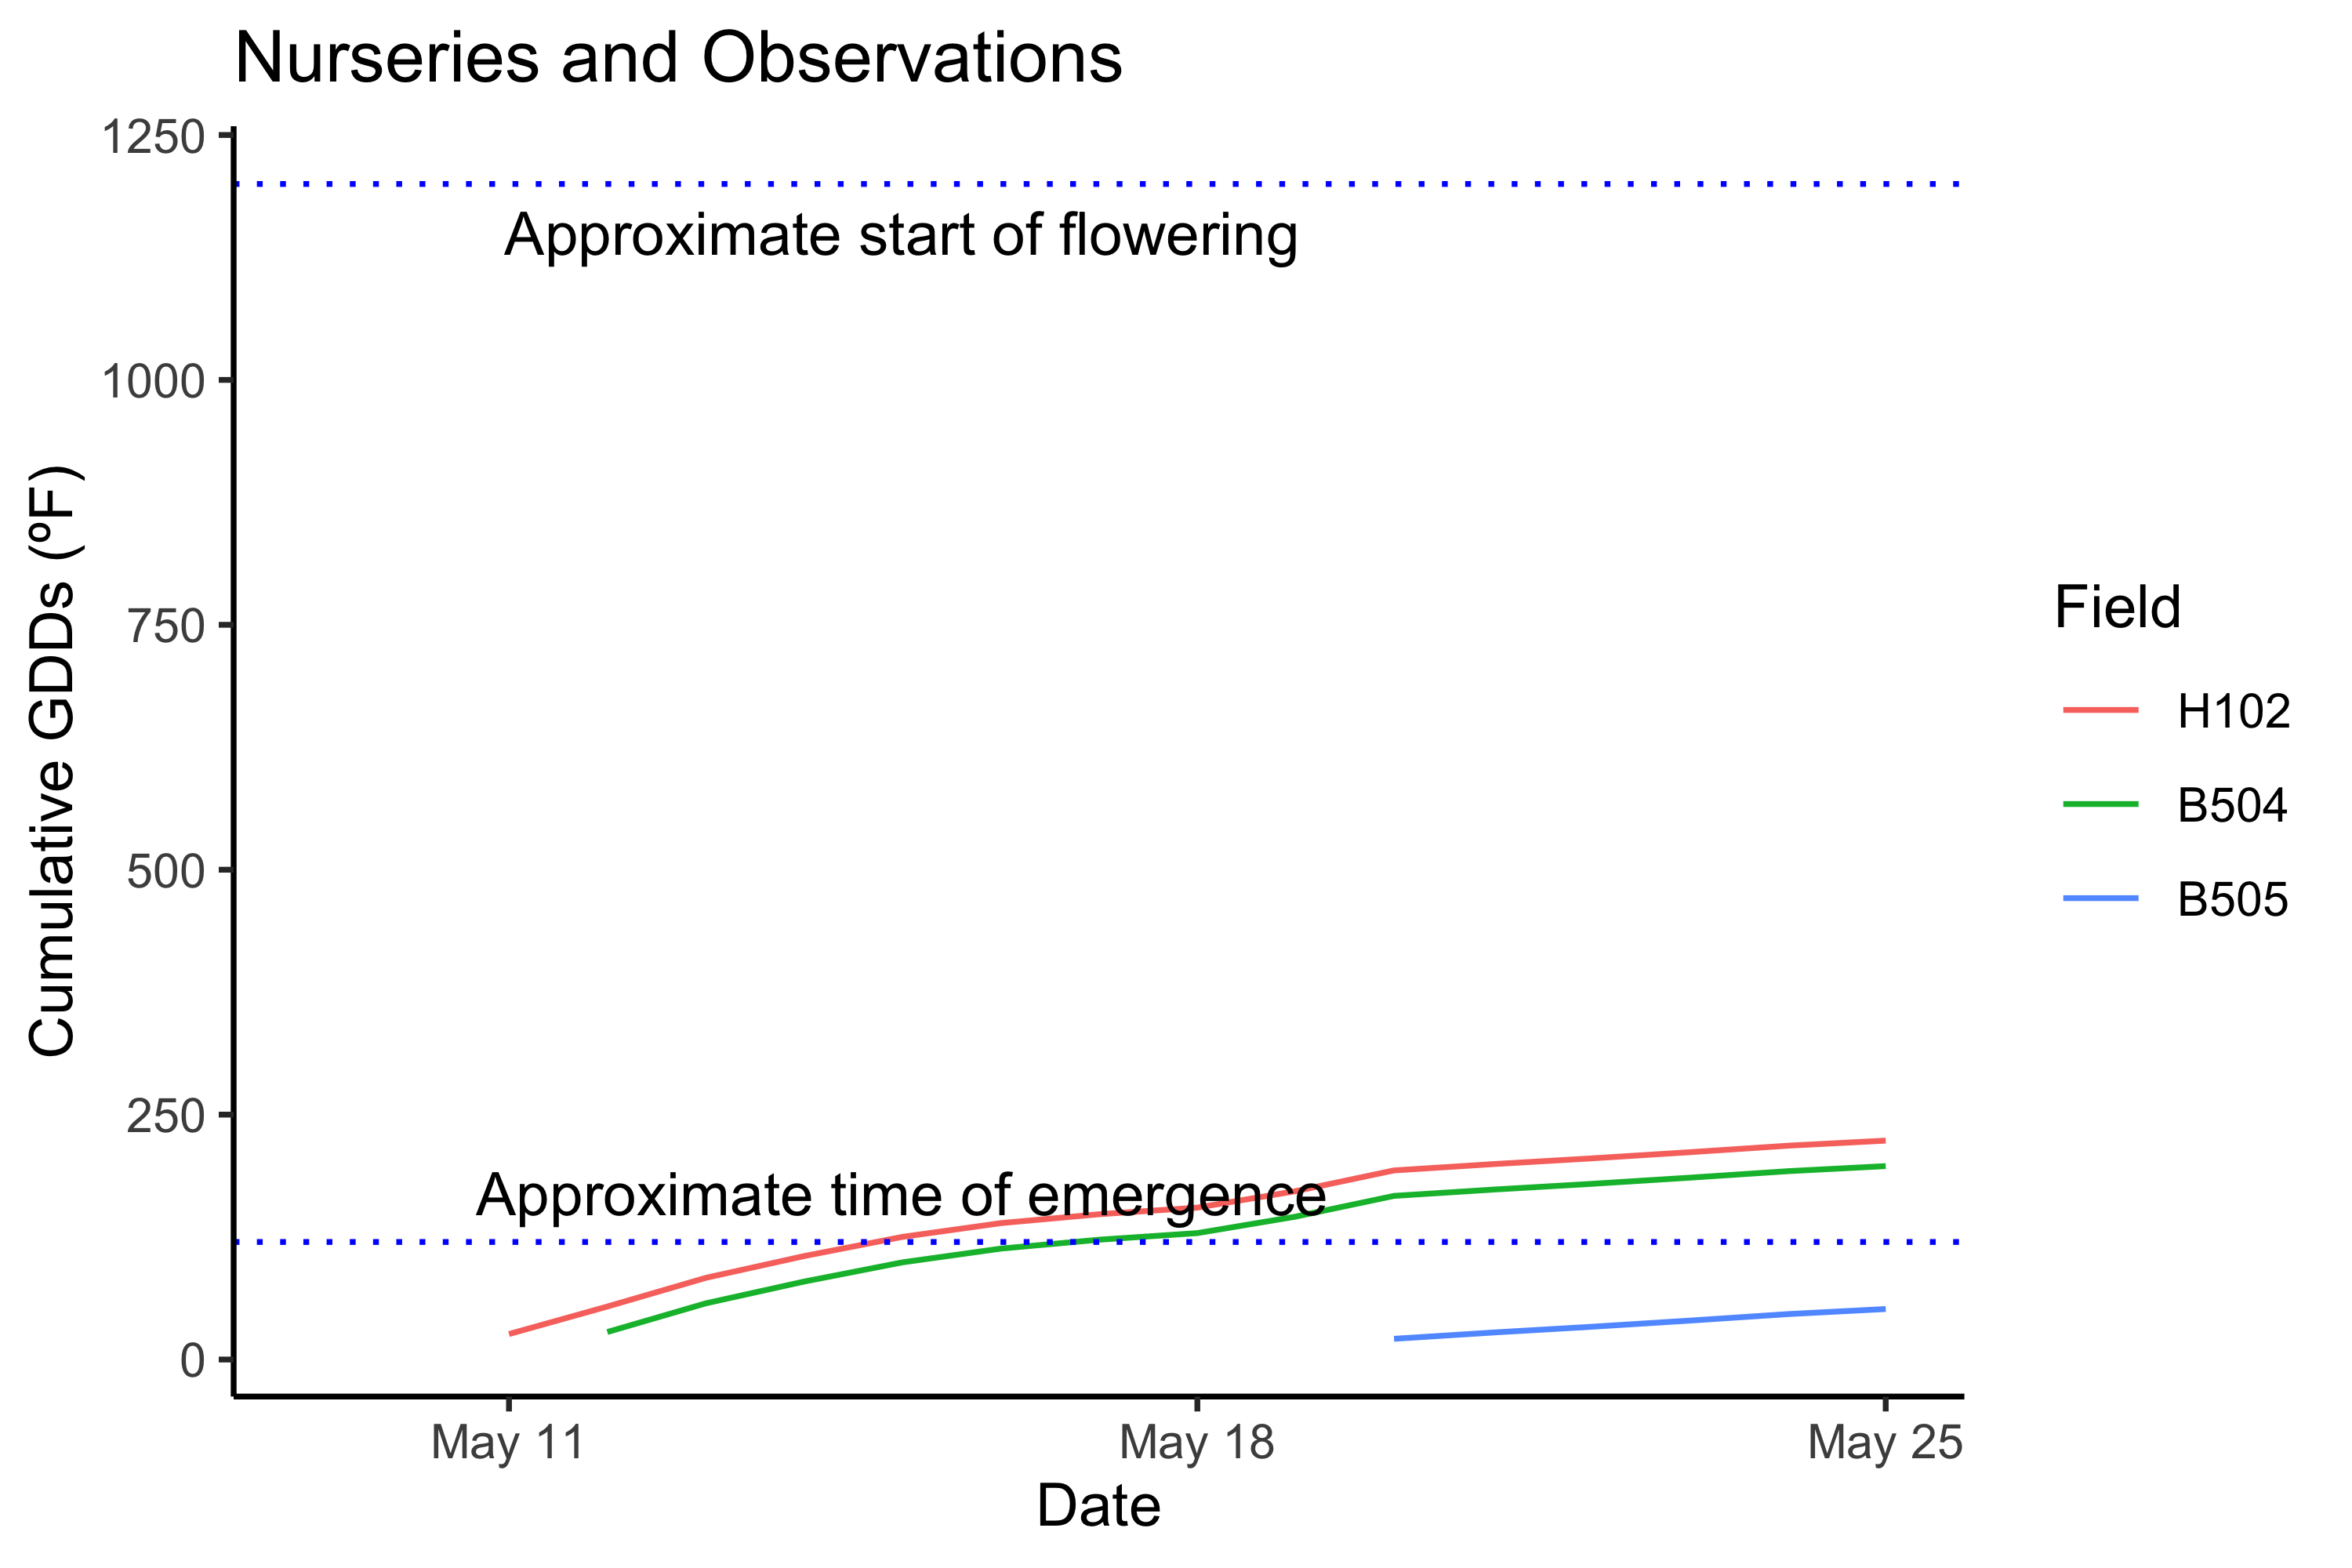 Nurseries and Observations
1250
1000
750
500
250
0
Cumulative GDDs (ºF)
Approximate start of flowering
Approximate time of emergence
May 11
May 18
May 25
Date
Field
H102
B504
B505